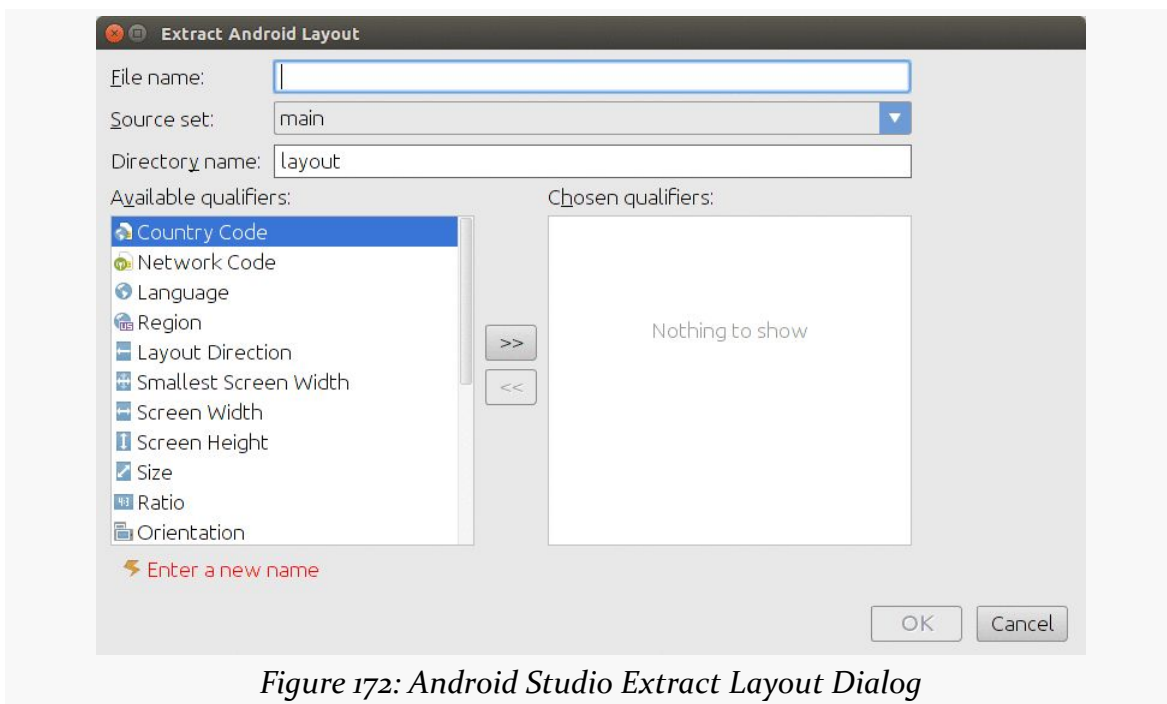 Extract Android Layout
File name:
Source set: main
Directory name: layout
Available qualifiers:
Chosen qualifiers:
Country Code
Network Code
Language
Region
Layout Direction
Smallest Screen Width
Screen Width
Screen Height
Size
Ratio
Orientation
>>
<<
Nothing to show
Enter a new name
OK
Cancel
Figure 172: Android Studio Extract Layout Dialog